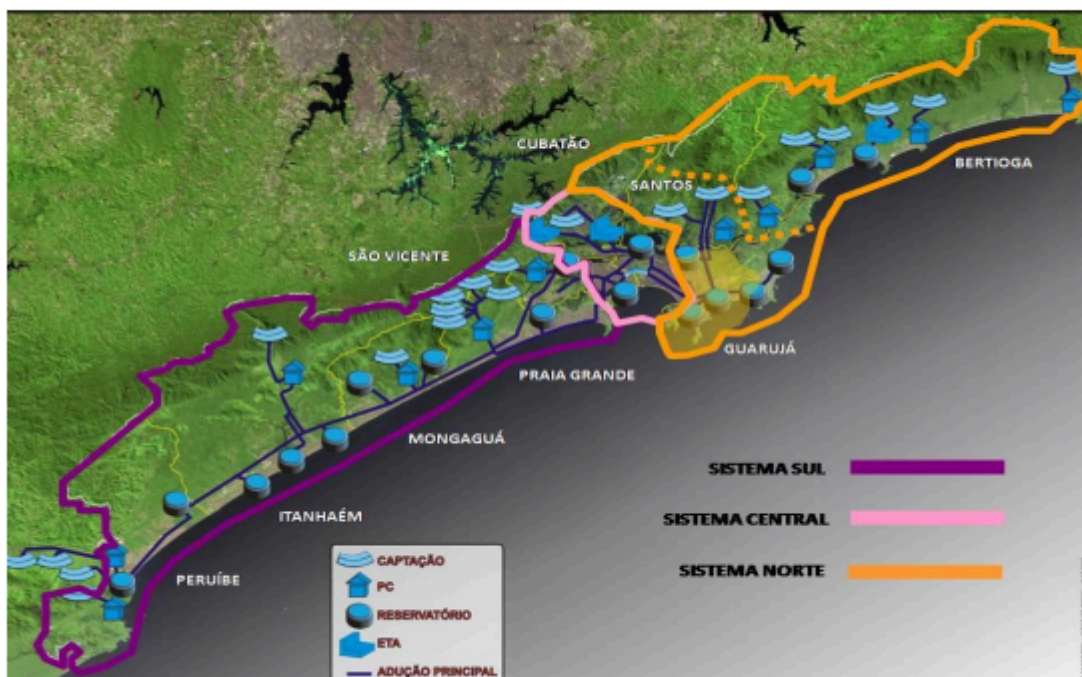 CUBATÃO
SANTOS
BERTIOGA
SÃO VICENTE
GUARUJÁ
PRAIA GRANDE
MONGAGUÁ
ITANHAÉM
PERUÍBE
SISTEMA SUL
SISTEMA CENTRAL
SISTEMA NORTE
CAPTAÇÃO
PC
RESERVATÓRIO
ETA
ADUÇÃO PRINCIPAL